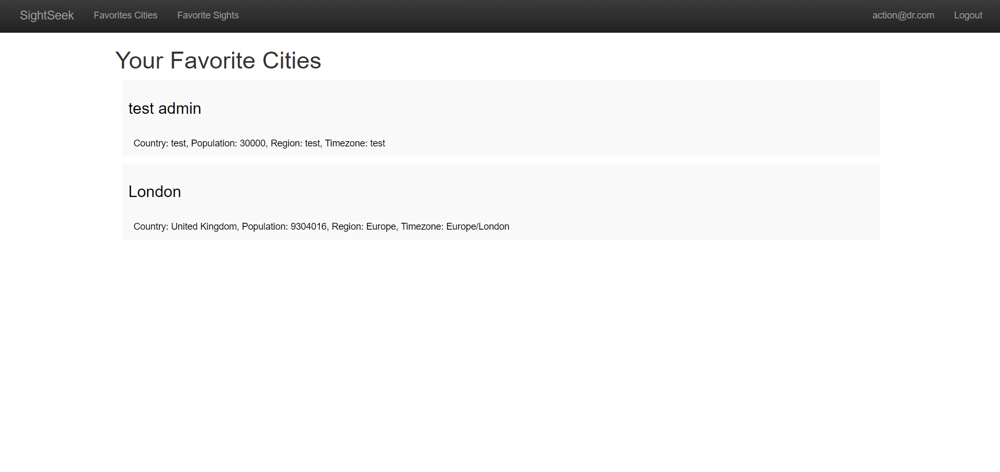 SightSeek Favorites Cities Favorite Sights action@dr.com Logout
Your Favorite Cities
test admin
Country: test, Population: 30000, Region: test, Timezone: test
London
Country: United Kingdom, Population: 9304016, Region: Europe, Timezone: Europe/London